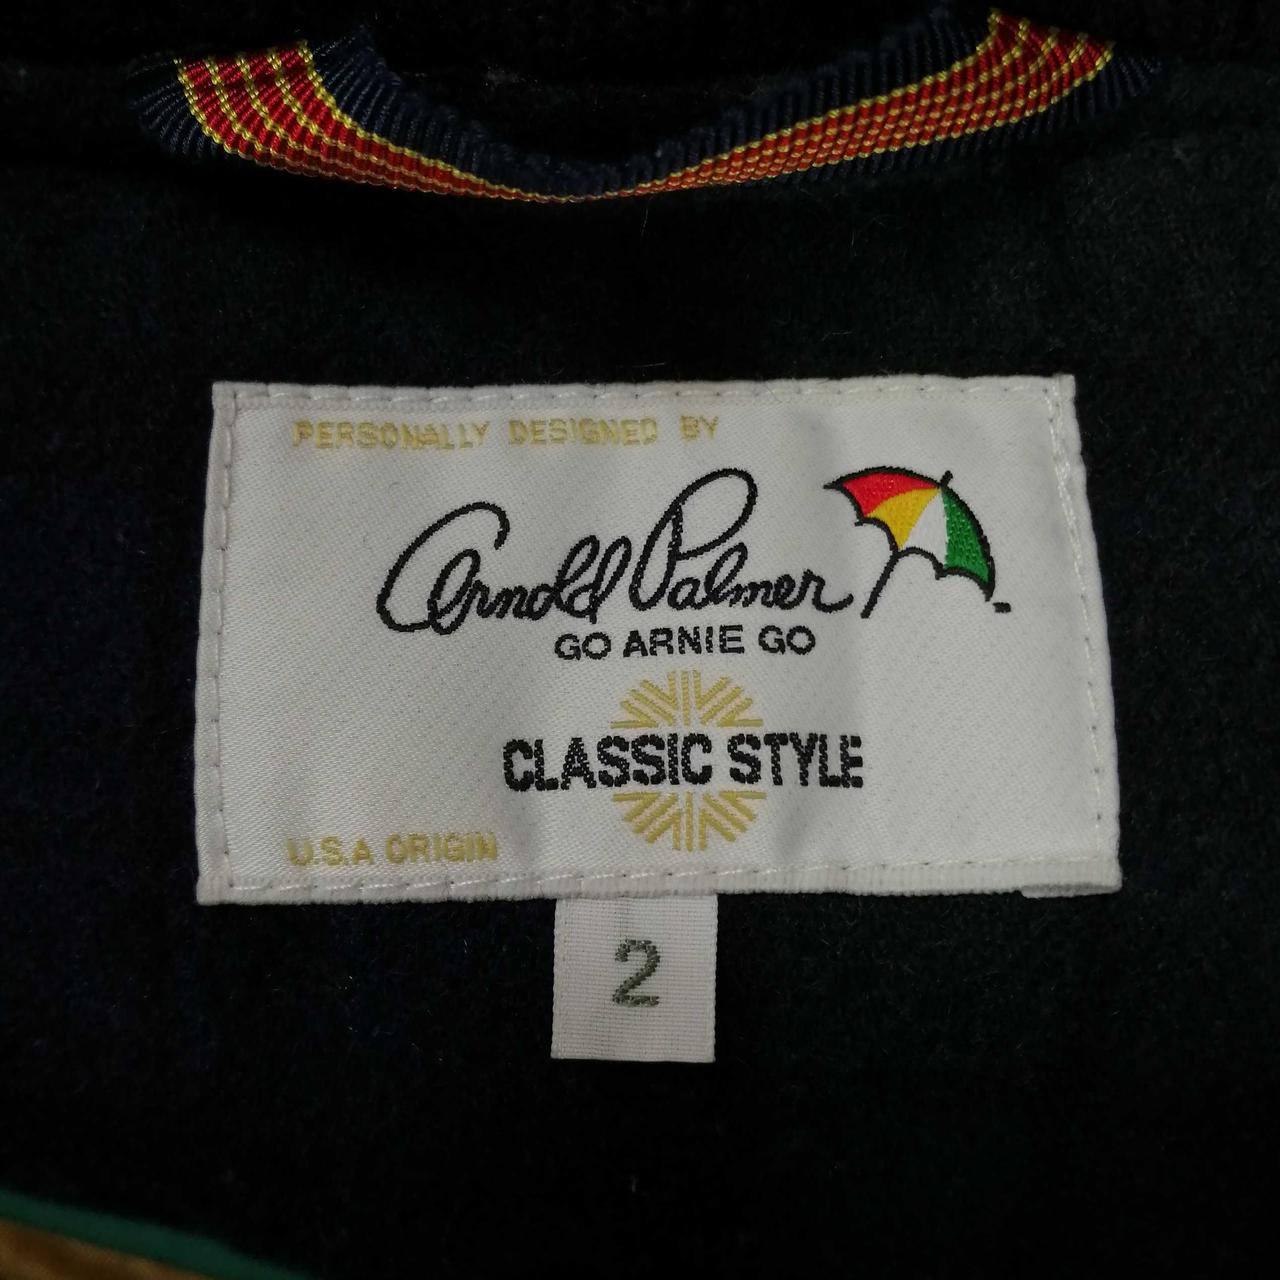 PERSONALLY DESIGNED BY
Arnold Palmer
GO ARNIE GO
CLASSIC STYLE
U.S.A ORIGIN
2